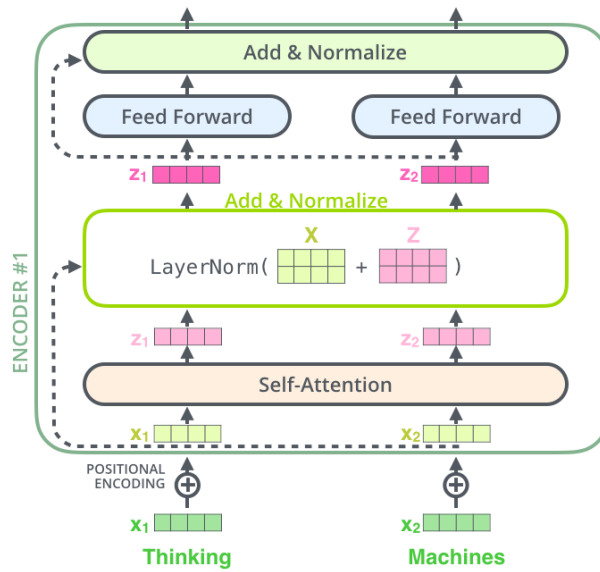 Add & Normalize
Feed Forward
Feed Forward
z1
z2
Add & Normalize
X
Z
LayerNorm( + )
ENCODER #1
z1
z2
Self-Attention
x1
x2
POSITIONAL
ENCODING
x1
x2
Thinking
Machines